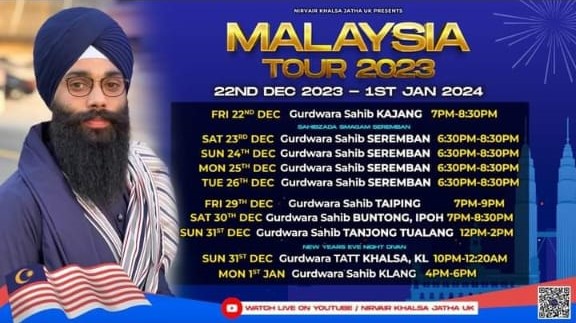 NIRVAIR KHALSA JATHA UK PRESENTS
MALAYSIA
TOUR 2023
22ND DEC 2023 – 1ST JAN 2024
FRI 22ND DEC Gurdwara Sahib KAJANG 7PM-8:30PM
SAHIBZADA SMAGAM SEREMBAN
SAT 23RD DEC Gurdwara Sahib SEREMBAN 6:30PM-8:30PM
SUN 24TH DEC Gurdwara Sahib SEREMBAN 6:30PM-8:30PM
MON 25TH DEC Gurdwara Sahib SEREMBAN 6:30PM-8:30PM
TUE 26TH DEC Gurdwara Sahib SEREMBAN 6:30PM-8:30PM
FRI 29TH DEC Gurdwara Sahib TAIPING 7PM-9PM
SAT 30TH DEC Gurdwara Sahib BUNTONG, IPOH 7PM-8:30PM
SUN 31ST DEC Gurdwara Sahib TANJONG TUALANG 12PM-2PM
NEW YEARS EVE NIGHT DIVAN
SUN 31ST DEC Gurdwara TATT KHALSA, KL 10PM-12:20AM
MON 1ST JAN Gurdwara Sahib KLANG 4PM-6PM
WATCH LIVE ON YOUTUBE / NIRVAIR KHALSA JATHA UK